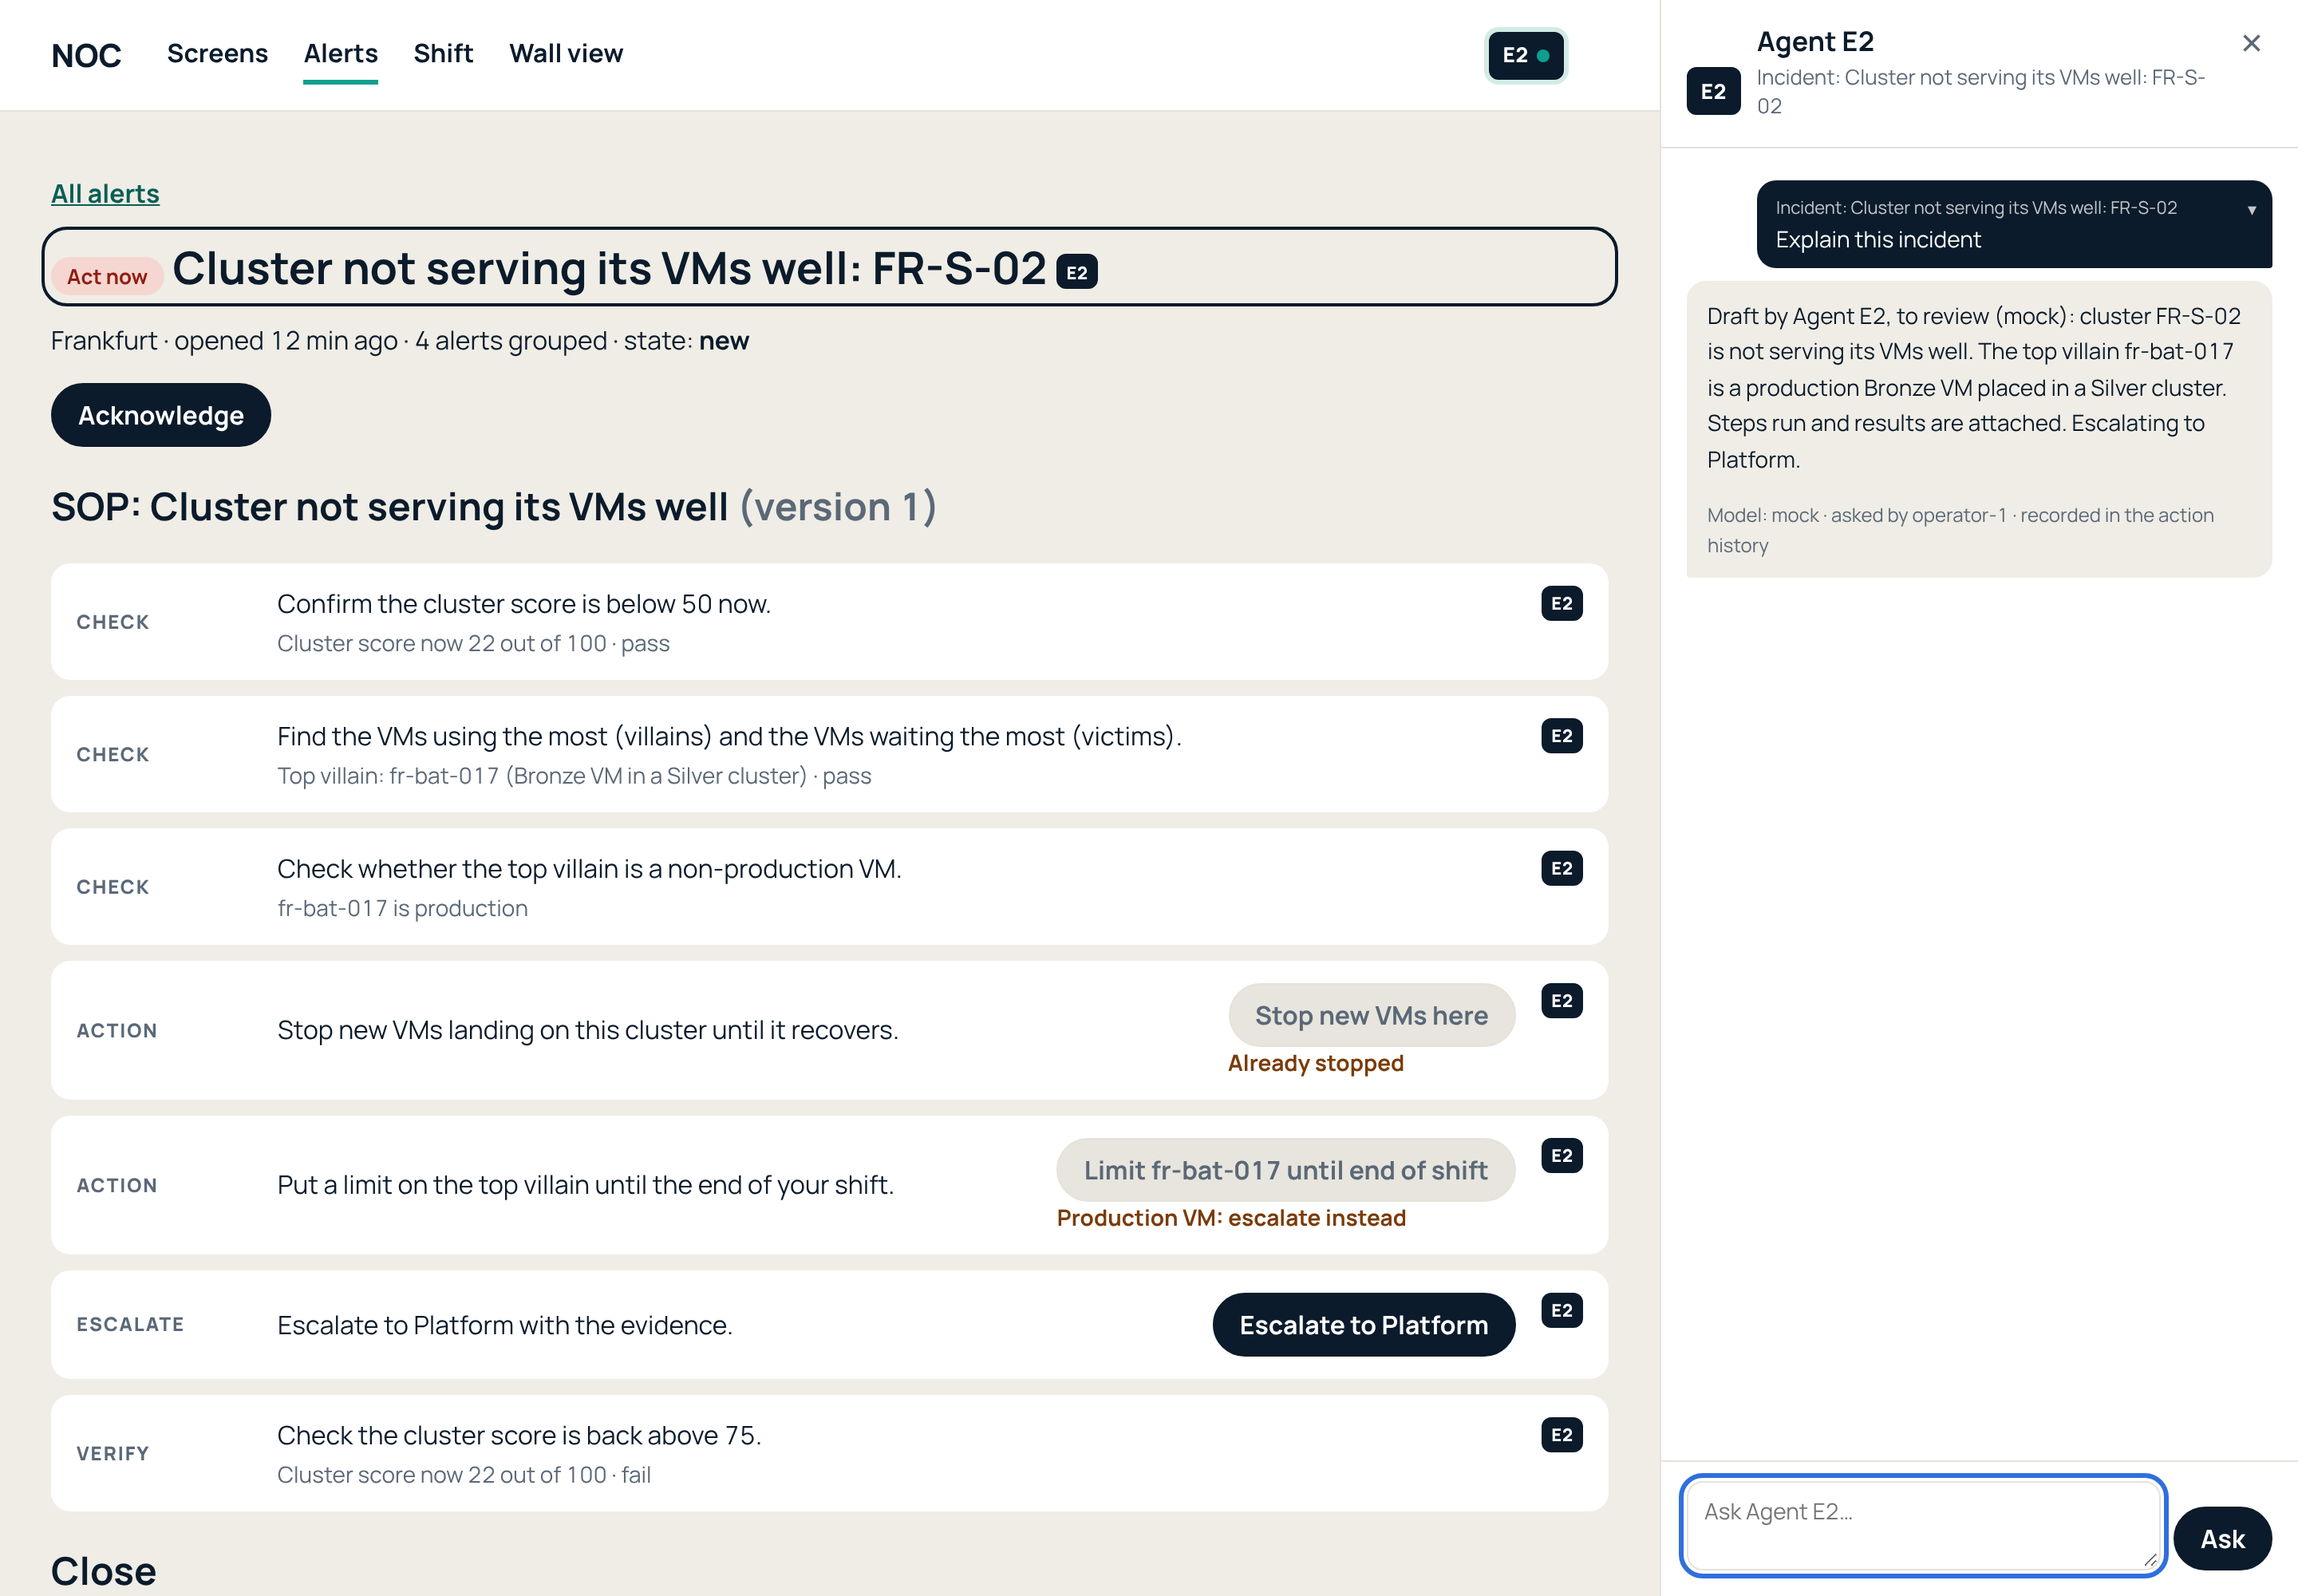 NOC
Screens
Alerts
Shift
Wall view
E2
All alerts
Act now
Cluster not serving its VMs well: FR-S-02
E2
Frankfurt · opened 12 min ago · 4 alerts grouped · state: new
Acknowledge
SOP: Cluster not serving its VMs well (version 1)
CHECK
Confirm the cluster score is below 50 now.
Cluster score now 22 out of 100 · pass
E2
CHECK
Find the VMs using the most (villains) and the VMs waiting the most (victims).
Top villain: fr-bat-017 (Bronze VM in a Silver cluster) · pass
E2
CHECK
Check whether the top villain is a non-production VM.
fr-bat-017 is production
E2
ACTION
Stop new VMs landing on this cluster until it recovers.
Stop new VMs here
Already stopped
E2
ACTION
Put a limit on the top villain until the end of your shift.
Limit fr-bat-017 until end of shift
Production VM: escalate instead
E2
ESCALATE
Escalate to Platform with the evidence.
Escalate to Platform
E2
VERIFY
Check the cluster score is back above 75.
Cluster score now 22 out of 100 · fail
E2
Close
E2
Agent E2
Incident: Cluster not serving its VMs well: FR-S-
02
Incident: Cluster not serving its VMs well: FR-S-02
Explain this incident
Draft by Agent E2, to review (mock): cluster FR-S-02
is not serving its VMs well. The top villain fr-bat-017
is a production Bronze VM placed in a Silver cluster.
Steps run and results are attached. Escalating to
Platform.
Model: mock · asked by operator-1 · recorded in the action
history
Ask Agent E2…
Ask